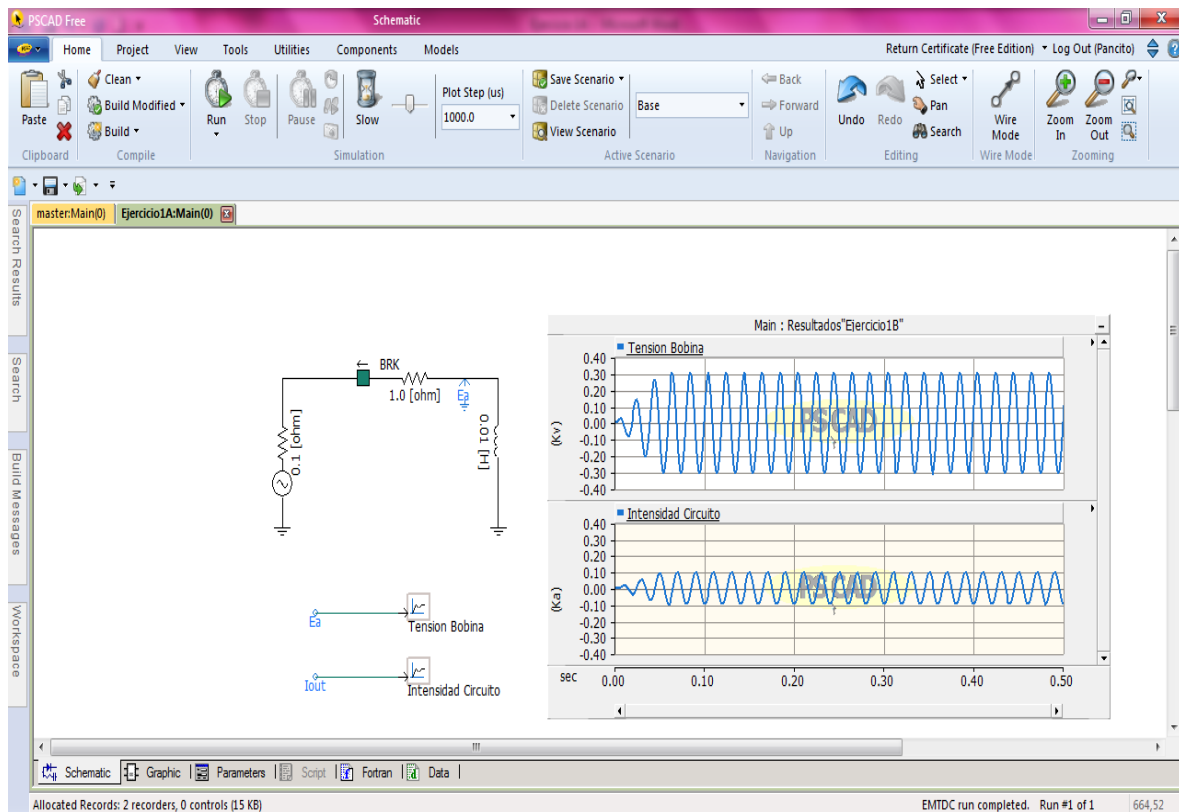 PSCAD Free
Schematic
Home Project View Tools Utilities Components Models
Return Certificate (Free Edition) Log Out (Pancito)
Paste
Clean
Build Modified
Build
Run
Stop
Pause
Slow
Plot Step (us)
1000.0
Save Scenario
Delete Scenario
View Scenario
Base
Back
Forward
Up
Undo
Redo
Select
Pan
Search
Wire Mode
Zoom In
Zoom Out
Clipboard
Compile
Simulation
Active Scenario
Navigation
Editing
Wire Mode
Zooming
master:Main(0)
Ejercicio1A:Main(0)
Search Results
Search
Build Messages
Workspace
BRK
1.0 [ohm]
Ea
0.01 [H]
0.1 [ohm]
Ea
Tension Bobina
Iout
Intensidad Circuito
Main : Resultados"Ejercicio1B"
Tension Bobina
(Kv)
0.40
0.30
0.20
0.10
0.00
-0.10
-0.20
-0.30
-0.40
PSCAD
Intensidad Circuito
(Ka)
0.40
0.30
0.20
0.10
0.00
-0.10
-0.20
-0.30
-0.40
PSCAD
sec 0.00 0.10 0.20 0.30 0.40 0.50
Schematic Graphic Parameters Script Fortran Data
Allocated Records: 2 recorders, 0 controls (15 KB)
EMTDC run completed. Run #1 of 1
664,52